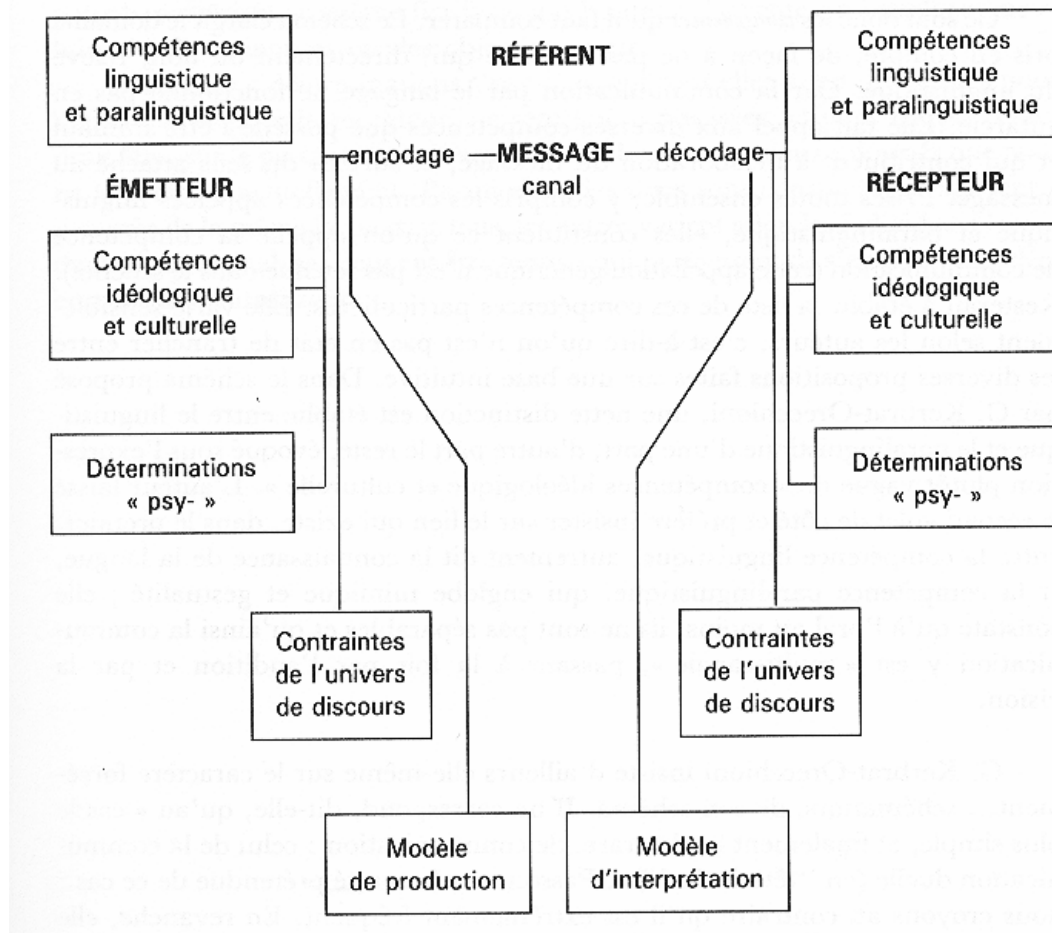 Compétences
linguistique
et paralinguistique
RÉFÉRENT
Compétences
linguistique
et paralinguistique
encodage —MESSAGE— décodage
canal
ÉMETTEUR
RÉCEPTEUR
Compétences
idéologique
et culturelle
Compétences
idéologique
et culturelle
Déterminations
« psy- »
Déterminations
« psy- »
Contraintes
de l'univers
de discours
Contraintes
de l'univers
de discours
Modèle
de production
Modèle
d'interprétation